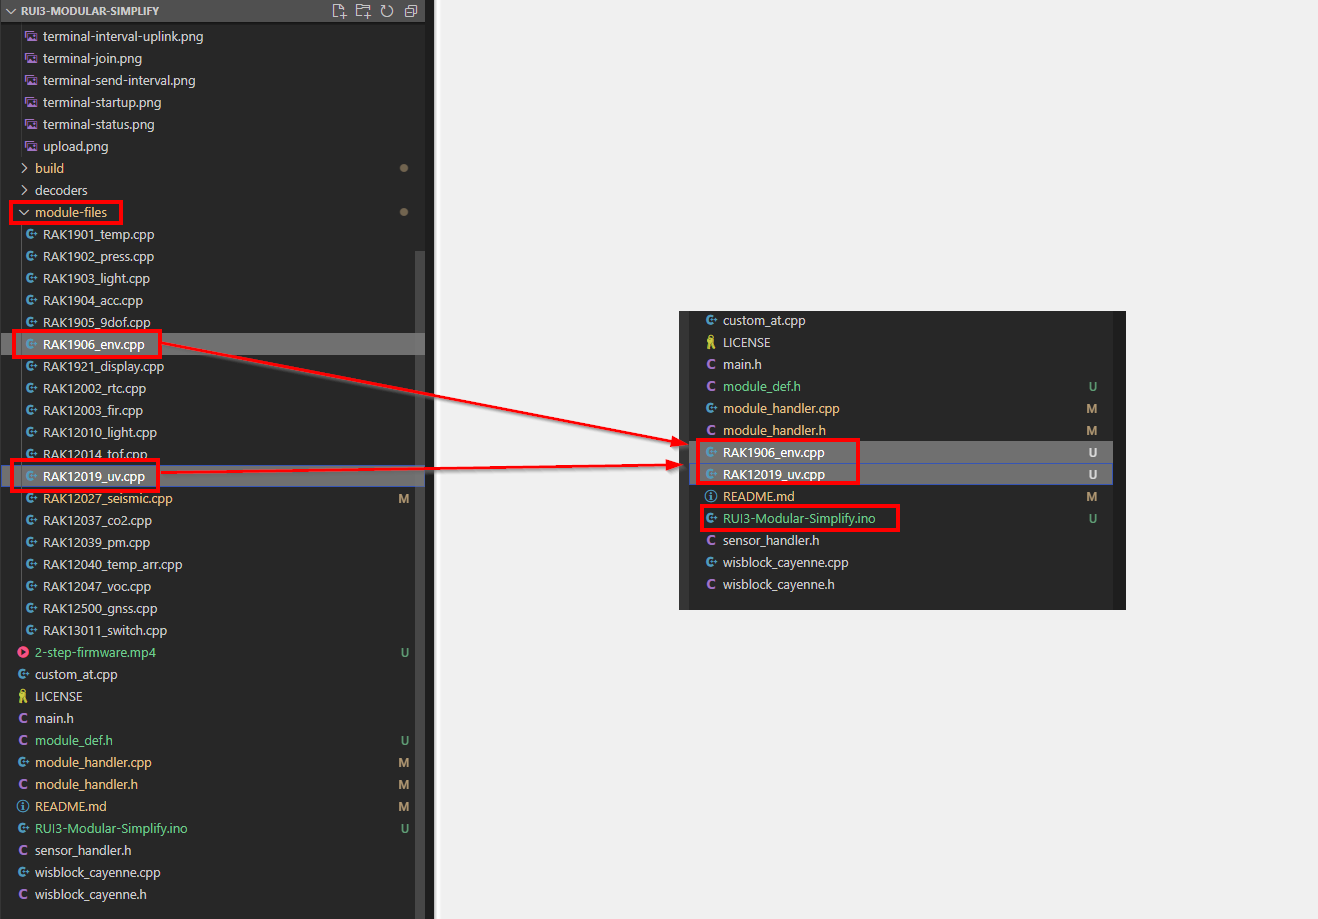 RUI3-MODULAR-SIMPLIFY
terminal-interval-uplink.png
terminal-join.png
terminal-send-interval.png
terminal-startup.png
terminal-status.png
upload.png
build
decoders
module-files
RAK1901_temp.cpp
RAK1902_press.cpp
RAK1903_light.cpp
RAK1904_acc.cpp
RAK1905_9dof.cpp
RAK1906_env.cpp
RAK1921_display.cpp
RAK12002_rtc.cpp
RAK12003_fir.cpp
RAK12010_light.cpp
RAK12014_tof.cpp
RAK12019_uv.cpp
RAK12027_seismic.cpp M
RAK12037_co2.cpp
RAK12039_pm.cpp
RAK12040_temp_arr.cpp
RAK12047_voc.cpp
RAK12500_gnss.cpp
RAK13011_switch.cpp
2-step-firmware.mp4 U
custom_at.cpp
LICENSE
main.h
module_def.h U
module_handler.cpp M
module_handler.h M
README.md M
RUI3-Modular-Simplify.ino U
sensor_handler.h
wisblock_cayenne.cpp
wisblock_cayenne.h
custom_at.cpp
LICENSE
main.h
module_def.h U
module_handler.cpp M
module_handler.h M
RAK1906_env.cpp U
RAK12019_uv.cpp U
README.md M
RUI3-Modular-Simplify.ino U
sensor_handler.h
wisblock_cayenne.cpp
wisblock_cayenne.h